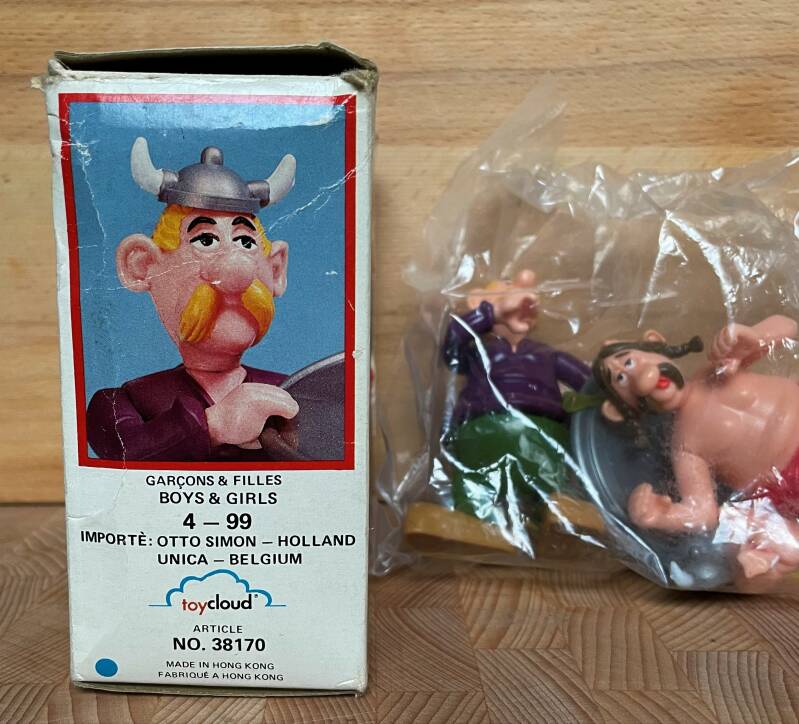 GARÇONS & FILLES
BOYS & GIRLS
4 – 99
IMPORTÈ: OTTO SIMON – HOLLAND
UNICA – BELGIUM
toycloud®
ARTICLE
NO. 38170
MADE IN HONG KONG
FABRIQUÉ A HONG KONG